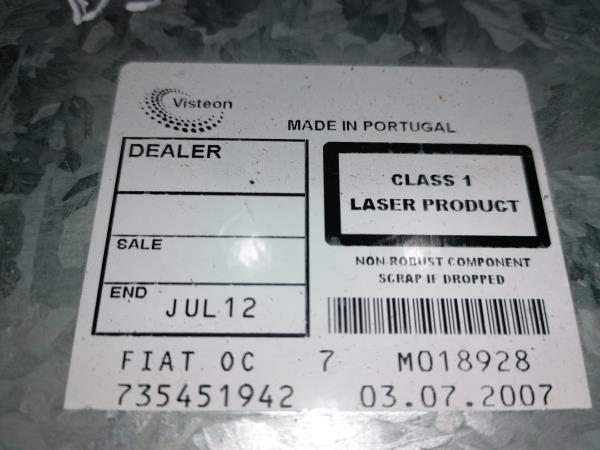 Visteon
MADE IN PORTUGAL
DEALER
CLASS 1
LASER PRODUCT
SALE
NON-ROBUST COMPONENT
SCRAP IF DROPPED
END JUL12
FIAT OC 7 M018928
735451942 03.07.2007